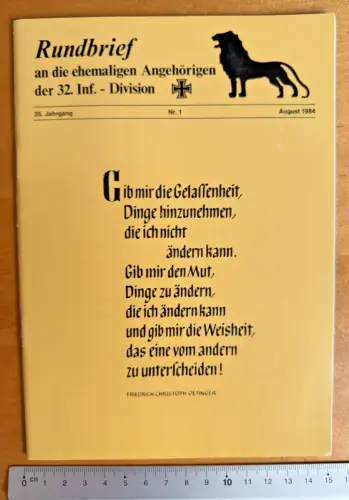 Rundbrief
an die ehemaligen Angehörigen
der 32. Inf. - Division
35. Jahrgang Nr. 1 August 1984
Gib mir die Gelassenheit,
Dinge hinzunehmen,
die ich nicht
ändern kann.
Gib mir den Mut,
Dinge zu ändern,
die ich ändern kann
und gib mir die Weisheit,
das eine vom andern
zu unterscheiden!
FRIEDRICH CHRISTOPH OETINGER
0 cm 1 2 3 4 5 6 7 8 9 10 11 12 13 14 15